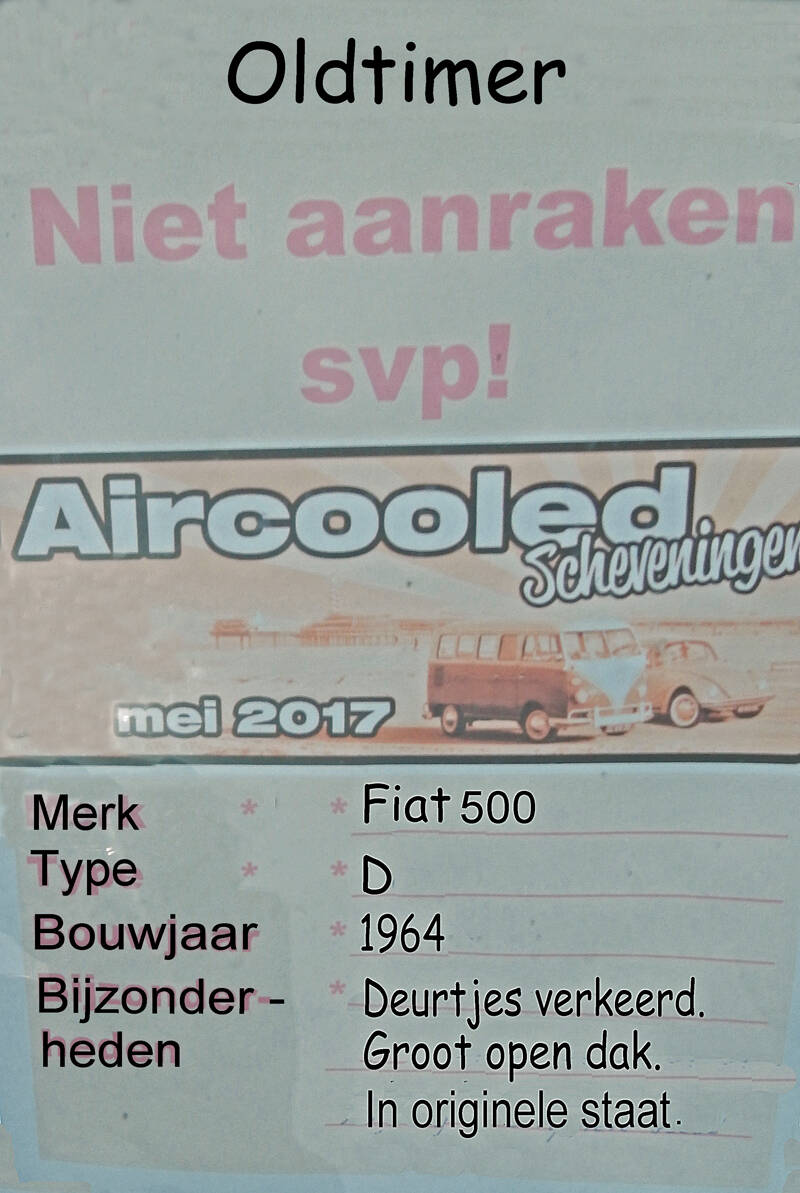 Oldtimer
Niet aanraken
svp!
Aircooled
Scheveningen
mei 2017
Merk * * Fiat 500
Type * * D
Bouwjaar * 1964
Bijzonder- * Deurtjes verkeerd.
heden Groot open dak.
In originele staat.